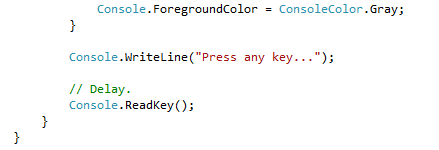 Console.ForegroundColor = ConsoleColor.Gray;
        }

        Console.WriteLine("Press any key...");

        // Delay.
        Console.ReadKey();
    }
}